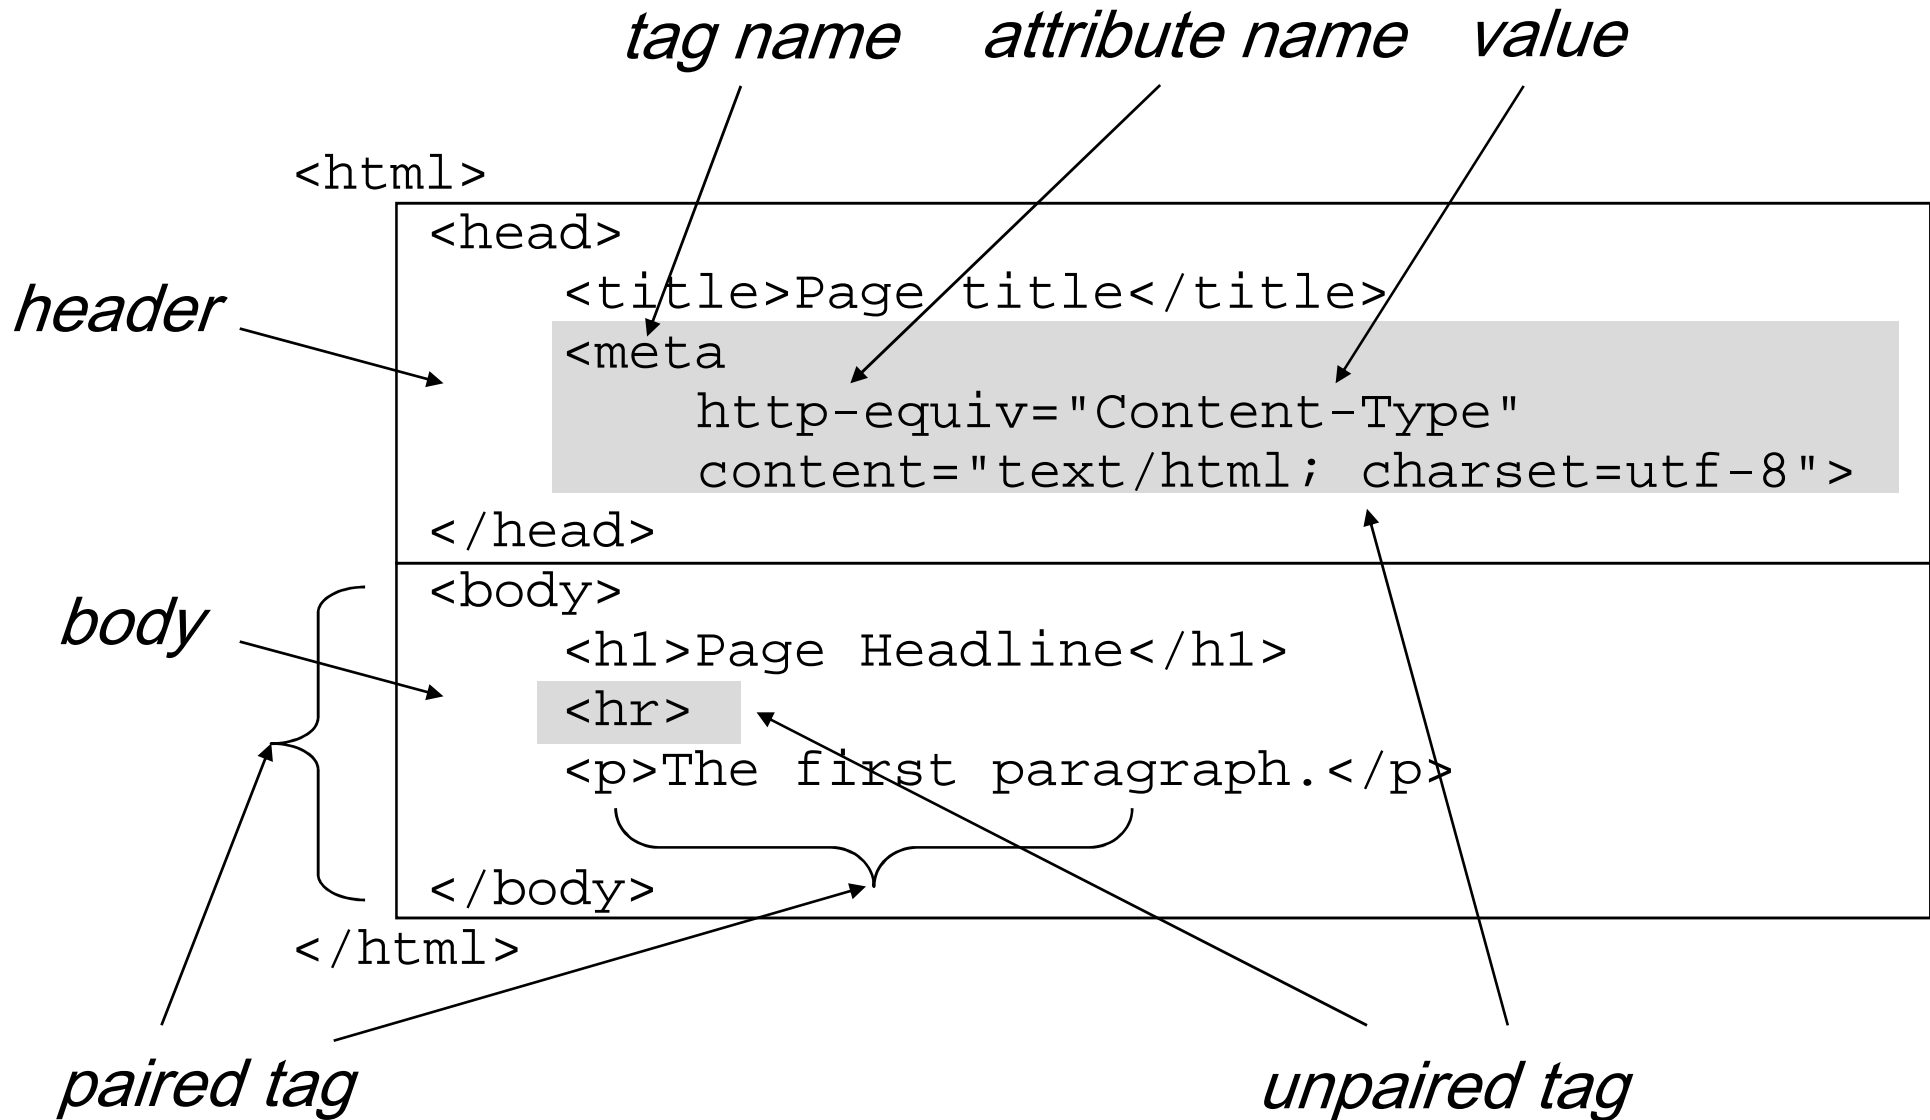 tag name attribute name value
<html>
<head>
<title>Page title</title>
header
<meta
http-equiv="Content-Type"
content="text/html; charset=utf-8">
</head>
<body>
body
<h1>Page Headline</h1>
<hr>
<p>The first paragraph.</p>
</body>
</html>
paired tag unpaired tag